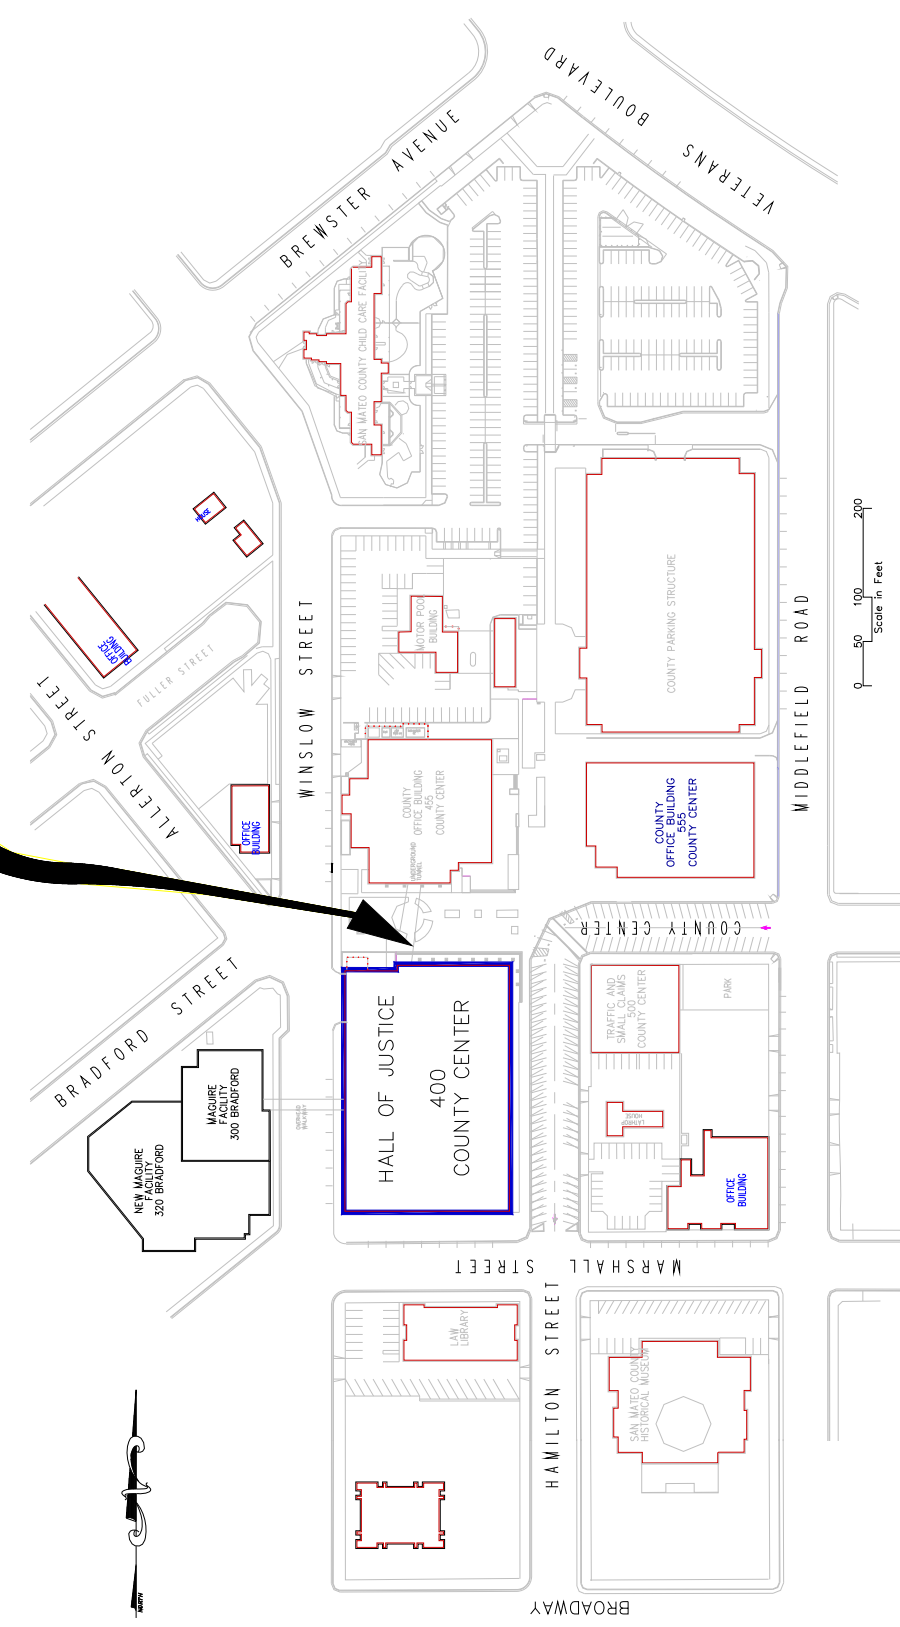 BOULEVARD
VETERANS
BREWSTER AVENUE
SAN MATEO COUNTY CHILD CARE FACILITY
HOUSE
OFFICE
BUILDING
FULLER STREET
ALLERTON STREET
WINSLOW STREET
MOTOR POOL
BUILDING
COUNTY PARKING STRUCTURE
MIDDLEFIELD ROAD
0 50 100 200
Scale in Feet
OFFICE
BUILDING
COUNTY
OFFICE BUILDING
455
COUNTY CENTER
UNDERGROUND
TUNNEL
COUNTY
OFFICE BUILDING
555
COUNTY CENTER
COUNTY CENTER
BRADFORD STREET
HALL OF JUSTICE
400
COUNTY CENTER
TRAFFIC AND
SMALL CLAIMS
500
COUNTY CENTER
PARK
MAGUIRE
FACILITY
300 BRADFORD
NEW MAGUIRE
FACILITY
320 BRADFORD
OVERHEAD
WALKWAY
LATHROP
HOUSE
OFFICE
BUILDING
MARSHALL STREET
HAMILTON STREET
LAW
LIBRARY
SAN MATEO COUNTY
HISTORICAL MUSEUM
NORTH
BROADWAY